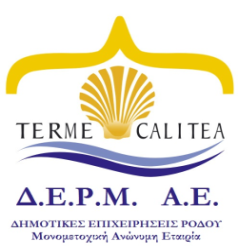 TERME CALITEA
Δ.Ε.Ρ.Μ. Α.Ε.
ΔΗΜΟΤΙΚΕΣ ΕΠΙΧΕΙΡΗΣΕΙΣ ΡΟΔΟΥ
Μονομετοχική Ανώνυμη Εταιρία